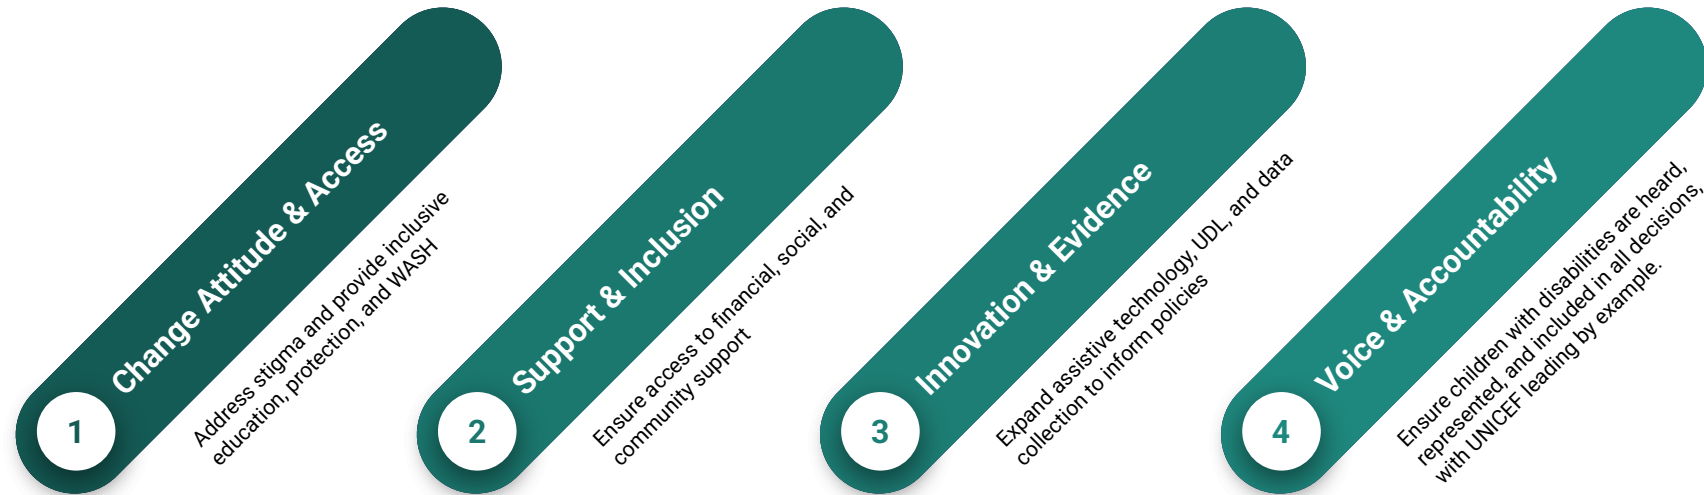 1
Change Attitude & Access
Address stigma and provide inclusive
education, protection, and WASH
2
Support & Inclusion
Ensure access to financial, social, and
community support
3
Innovation & Evidence
Expand assistive technology, UDL, and data
collection to inform policies
4
Voice & Accountability
Ensure children with disabilities are heard,
represented, and included in all decisions,
with UNICEF leading by example.